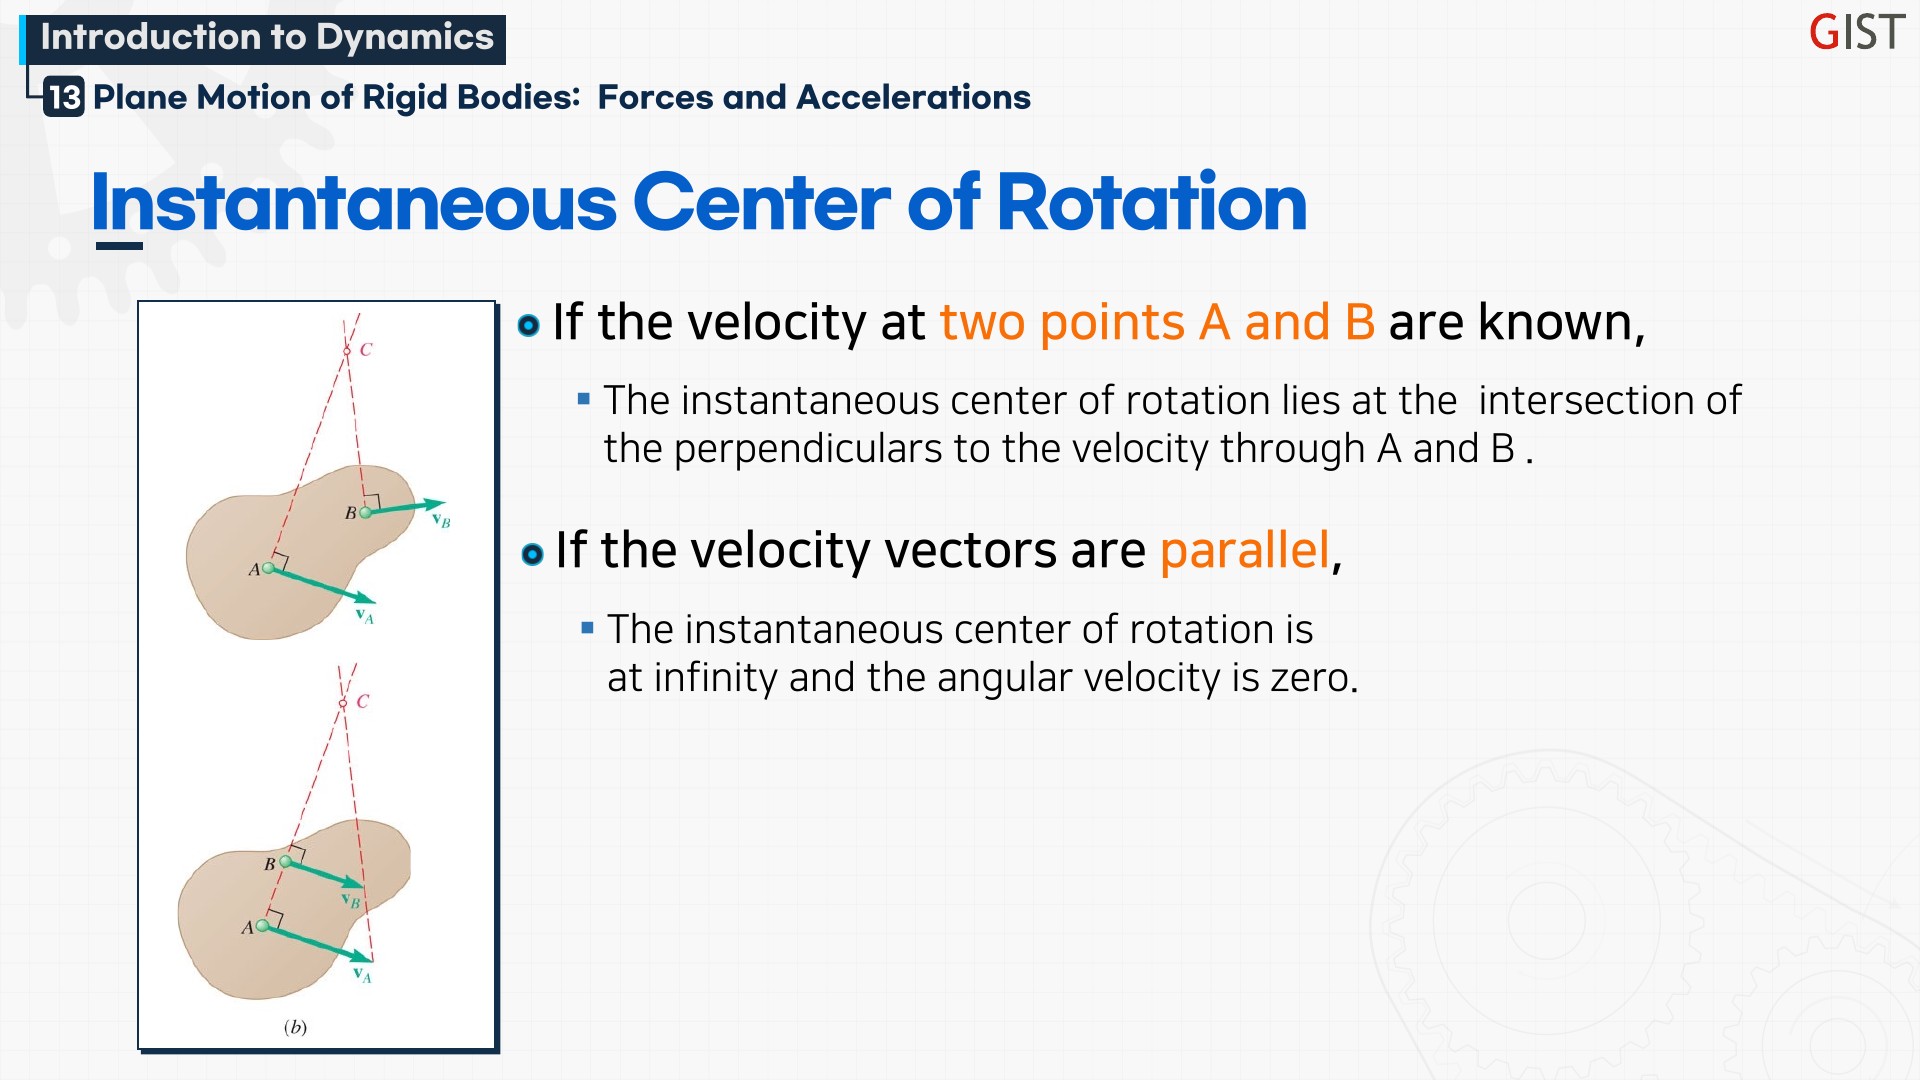 Introduction to Dynamics
GIST
13 Plane Motion of Rigid Bodies: Forces and Accelerations
Instantaneous Center of Rotation
If the velocity at two points A and B are known,
The instantaneous center of rotation lies at the intersection of
the perpendiculars to the velocity through A and B .
If the velocity vectors are parallel,
The instantaneous center of rotation is
at infinity and the angular velocity is zero.
C
B
vB
A
vA
C
B
vB
A
vA
(b)